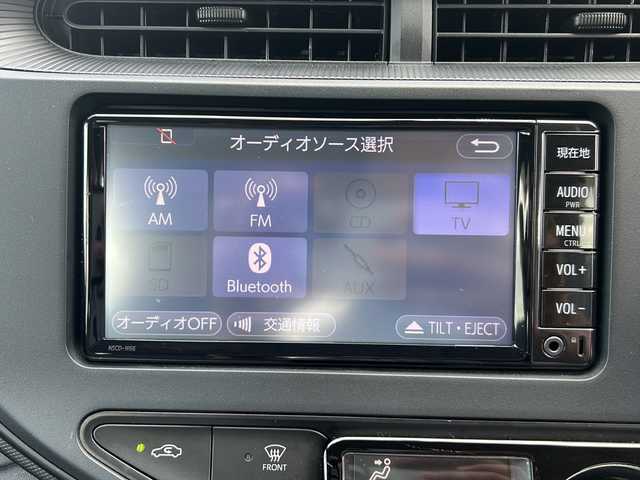 オーディオソース選択
現在地
AM
FM
CD
TV
AUDIO
PWR
MENU
CTRL
SD
Bluetooth
AUX
VOL+
VOL-
オーディオOFF
交通情報
TILT・EJECT
NSCD-W66
FRONT